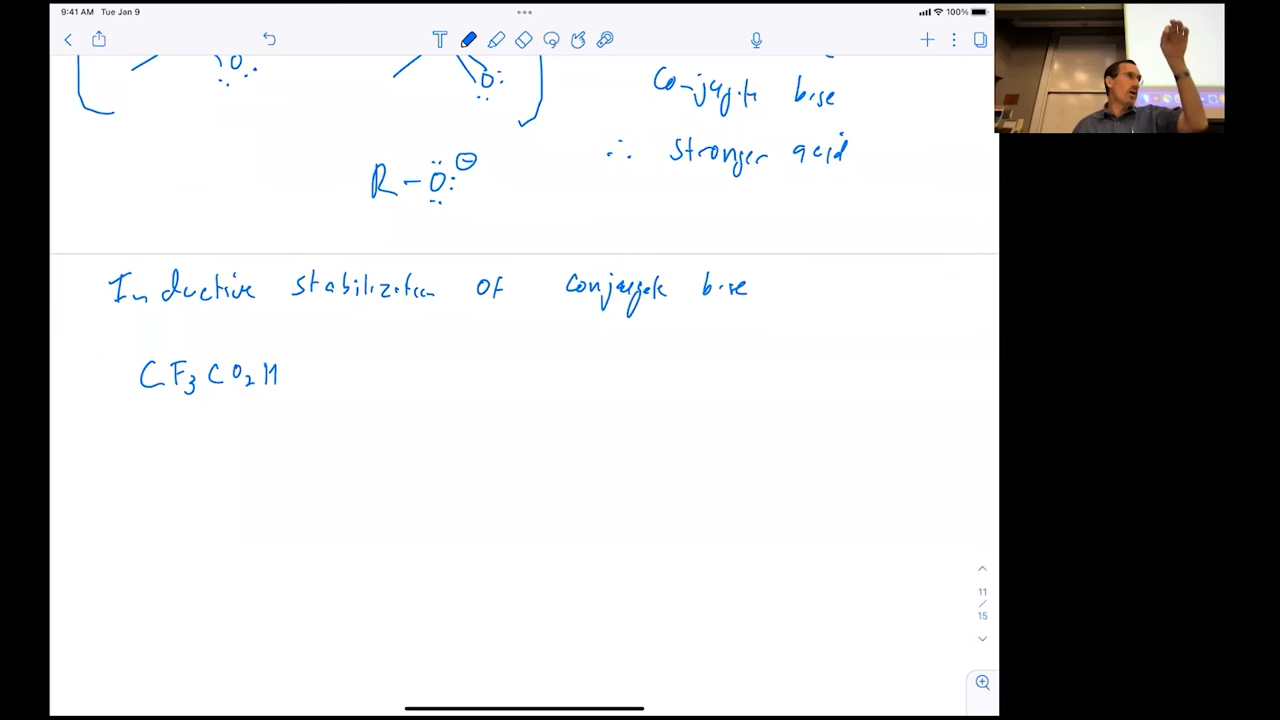 9:41 AM Tue Jan 9
100%
O
O:
Conjugate base
∴ stronger acid
R-O: ⊖
Inductive stabilization of conjugate base
CF3CO2H
11
/
15